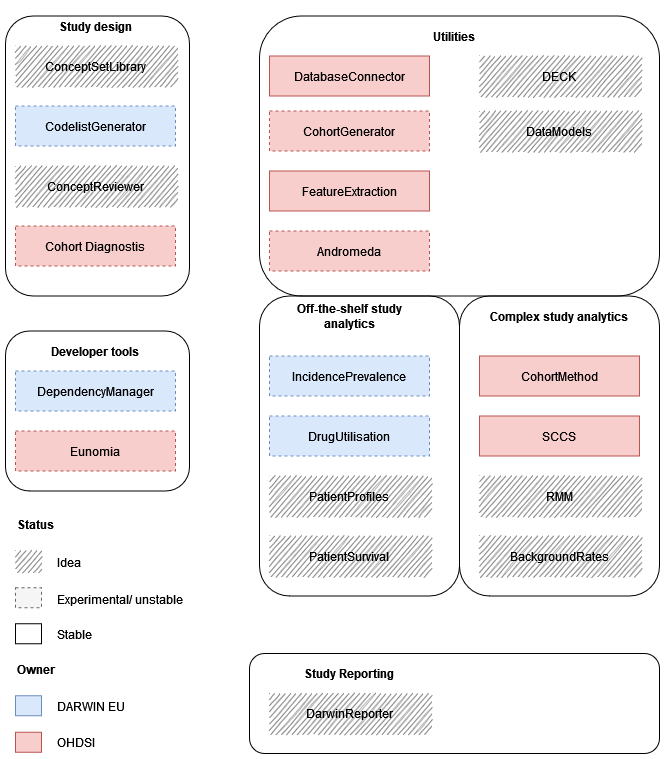 Study design
ConceptSetLibrary
CodelistGenerator
ConceptReviewer
Cohort Diagnostis
Utilities
DatabaseConnector
DECK
CohortGenerator
DataModels
FeatureExtraction
Andromeda
Developer tools
DependencyManager
Eunomia
Off-the-shelf study
analytics
IncidencePrevalence
DrugUtilisation
PatientProfiles
PatientSurvival
Complex study analytics
CohortMethod
SCCS
RMM
BackgroundRates
Status
Idea
Experimental/ unstable
Stable
Owner
DARWIN EU
OHDSI
Study Reporting
DarwinReporter